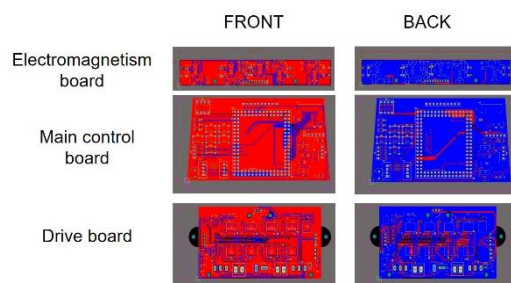 FRONT
BACK
Electromagnetism
board
Main control
board
Drive board